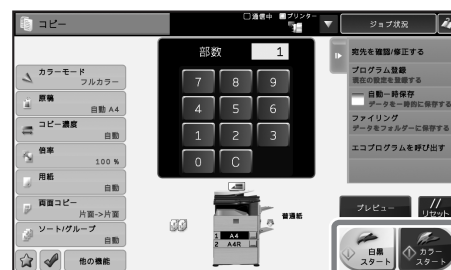 コピー
通信中
プリンター
ジョブ状況
部数
1
7
8
9
4
5
6
1
2
3
0
C
カラーモード
フルカラー
原稿
自動 A4
コピー濃度
自動
倍率
100 %
用紙
自動
両面コピー
片面->片面
ソート/グループ
自動
他の機能
普通紙
1 A4
2 A4R
宛先を確認/修正する
プログラム登録
現在の設定を登録する
自動一時保存
データを一時的に保存する
ファイリング
データをフォルダーに保存する
エコプログラムを呼び出す
プレビュー
リセット
白黒
スタート
カラー
スタート